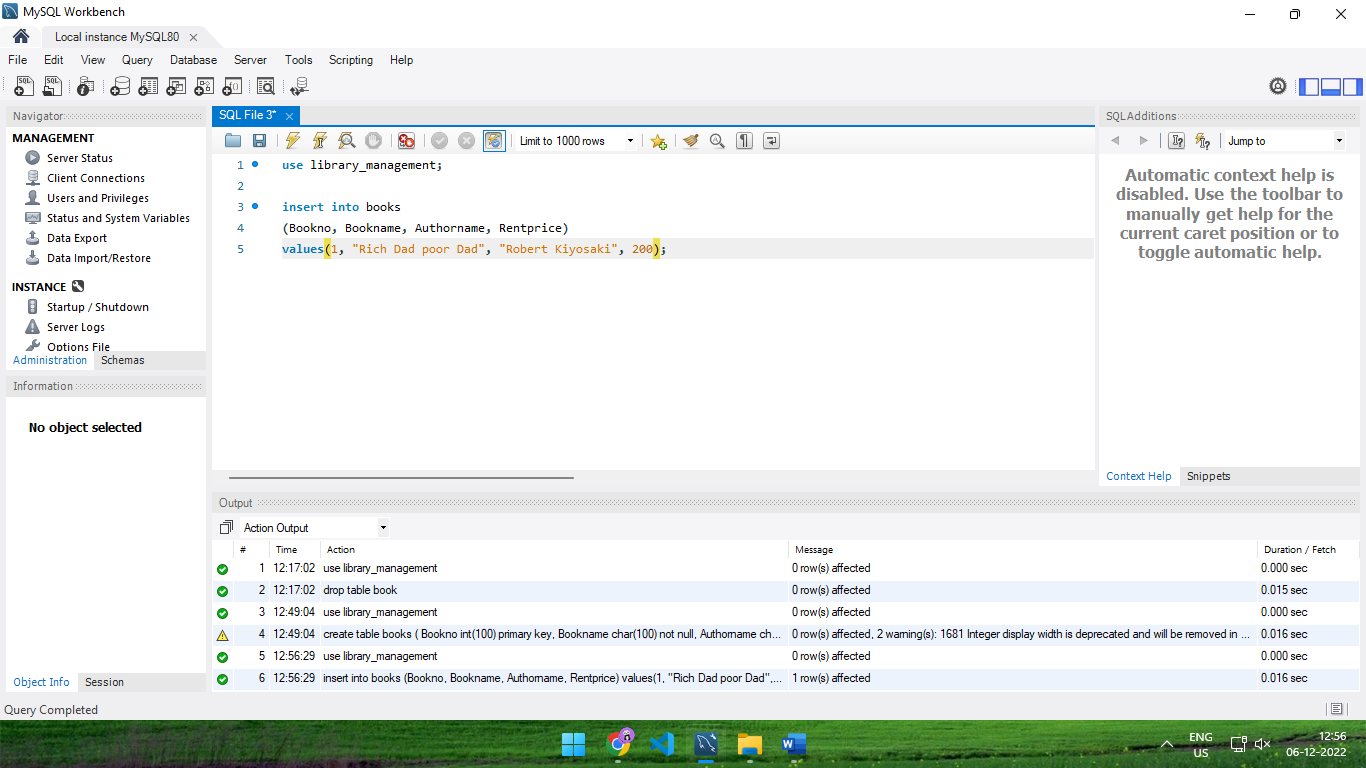 MySQL Workbench
Local instance MySQL80
File Edit View Query Database Server Tools Scripting Help
Navigator
MANAGEMENT
Server Status
Client Connections
Users and Privileges
Status and System Variables
Data Export
Data Import/Restore
INSTANCE
Startup / Shutdown
Server Logs
Options File
Administration Schemas
Information
No object selected
Object Info Session
SQL File 3*
Limit to 1000 rows
1 use library_management;
2
3 insert into books
4 (Bookno, Bookname, Authorname, Rentprice)
5 values(1, "Rich Dad poor Dad", "Robert Kiyosaki", 200);
SQLAdditions
Jump to
Automatic context help is
disabled. Use the toolbar to
manually get help for the
current caret position or to
toggle automatic help.
Context Help Snippets
Output
Action Output
# Time Action Message Duration / Fetch
1 12:17:02 use library_management 0 row(s) affected 0.000 sec
2 12:17:02 drop table book 0 row(s) affected 0.015 sec
3 12:49:04 use library_management 0 row(s) affected 0.000 sec
4 12:49:04 create table books ( Bookno int(100) primary key, Bookname char(100) not null, Authorname ch... 0 row(s) affected, 2 warning(s): 1681 Integer display width is deprecated and will be removed in ... 0.016 sec
5 12:56:29 use library_management 0 row(s) affected 0.000 sec
6 12:56:29 insert into books (Bookno, Bookname, Authorname, Rentprice) values(1, "Rich Dad poor Dad",... 1 row(s) affected 0.016 sec
Query Completed
ENG
US
12:56
06-12-2022